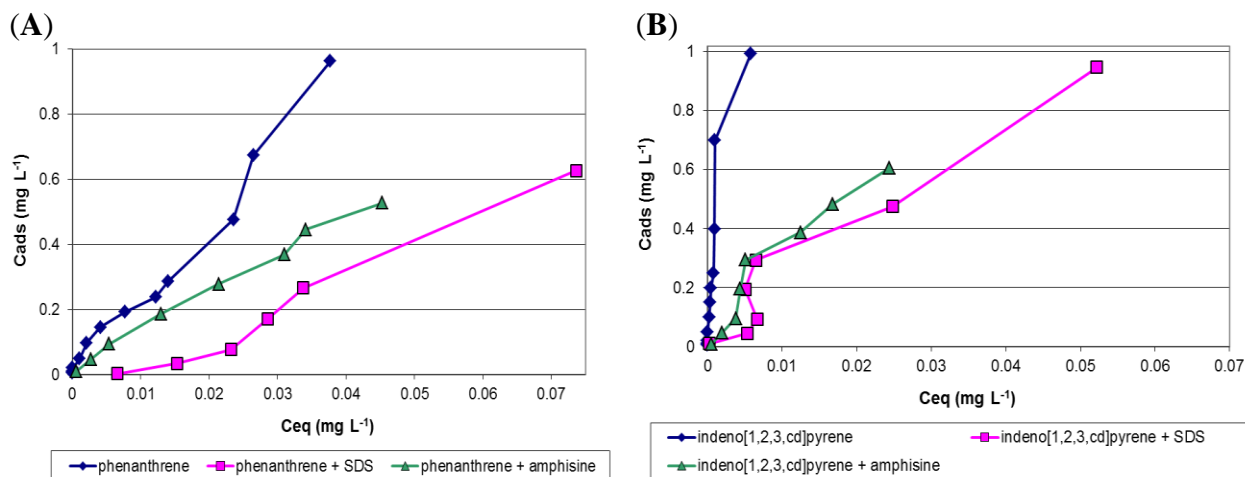 (A)
1
0.8
0.6
0.4
0.2
0
Cads (mg L-1)
0 0.01 0.02 0.03 0.04 0.05 0.06 0.07
Ceq (mg L-1)
phenanthrene phenanthrene + SDS phenanthrene + amphisine
(B)
1
0.8
0.6
0.4
0.2
0
Cads (mg L-1)
0 0.01 0.02 0.03 0.04 0.05 0.06 0.07
Ceq (mg L-1)
indeno[1,2,3,cd]pyrene indeno[1,2,3,cd]pyrene + SDS
indeno[1,2,3,cd]pyrene + amphisine